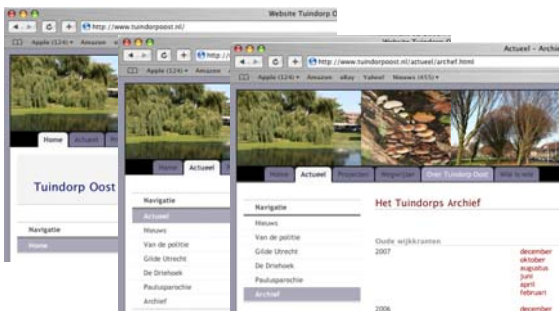 Website Tuindorp O
http://www.tuindorpoost.nl/
Apple (124) Amazon
Home Actueel
Tuindorp Oost
Navigatie
Home
Website Tuindorp O
http://
Apple (124) Amazon
Home Actueel
Navigatie
Actueel
Nieuws
Van de politie
Gilde Utrecht
De Driehoek
Paulusparochie
Archief
Actueel – Archie
http://www.tuindorpoost.nl/actueel/archief.html
Apple (124) Amazon eBay Yahoo! Nieuws (455)
Home Actueel Projecten Wegwijzer Over Tuindorp Oost Wie is wie
Navigatie
Nieuws
Van de politie
Gilde Utrecht
De Driehoek
Paulusparochie
Archief
Het Tuindorps Archief
Oude wijkkranten
2007 december
oktober
augustus
juni
april
februari
2006 december